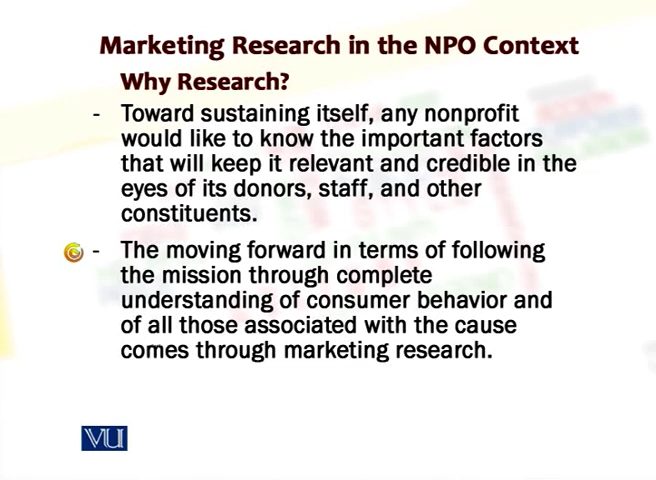 Marketing Research in the NPO Context
Why Research?
- Toward sustaining itself, any nonprofit
would like to know the important factors
that will keep it relevant and credible in the
eyes of its donors, staff, and other
constituents.
- The moving forward in terms of following
the mission through complete
understanding of consumer behavior and
of all those associated with the cause
comes through marketing research.
VU